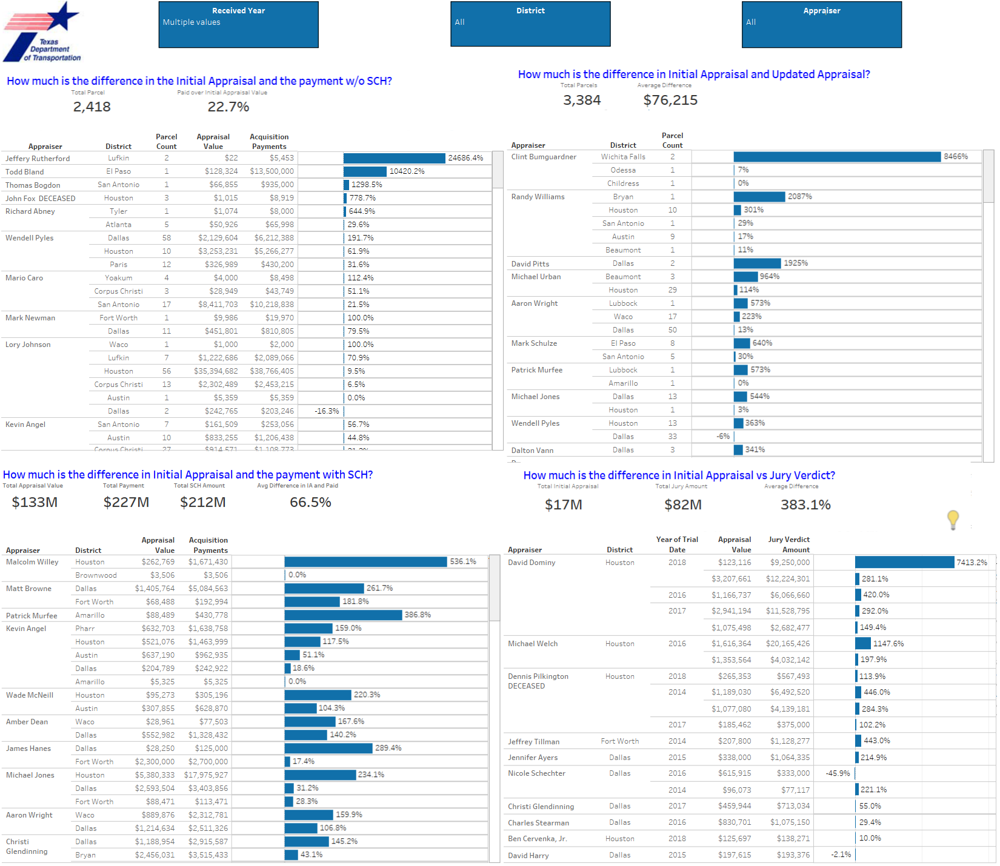 Texas
Department
of Transportation
Received Year
Multiple values
District
All
Appraiser
All
How much is the difference in the Initial Appraisal and the payment w/o SCH?
Total Parcel Paid over Initial Appraisal Value
2,418 22.7%
Appraiser District Parcel Count Appraisal Value Acquisition Payments
Jeffery Rutherford Lufkin 2 $22 $5,453 24686.4%
Todd Bland El Paso 1 $128,324 $13,500,000 10420.2%
Thomas Bogdon San Antonio 1 $66,855 $935,000 1298.5%
John Fox DECEASED Houston 3 $1,015 $8,919 778.7%
Richard Abney Tyler 1 $1,074 $8,000 644.9%
Atlanta 5 $50,926 $65,998 29.6%
Wendell Pyles Dallas 58 $2,129,604 $6,212,388 191.7%
Houston 10 $3,253,231 $5,266,277 61.9%
Paris 12 $326,989 $430,200 31.6%
Mario Caro Yoakum 4 $4,000 $8,498 112.4%
Corpus Christi 3 $28,949 $43,749 51.1%
San Antonio 17 $8,411,703 $10,218,838 21.5%
Mark Newman Fort Worth 1 $9,986 $19,970 100.0%
Dallas 11 $451,801 $810,805 79.5%
Lory Johnson Waco 1 $1,000 $2,000 100.0%
Lufkin 7 $1,222,686 $2,089,066 70.9%
Houston 56 $35,394,682 $38,766,405 9.5%
Corpus Christi 13 $2,302,489 $2,453,215 6.5%
Austin 1 $5,359 $5,359 0.0%
Dallas 2 $242,765 $203,246 -16.3%
Kevin Angel San Antonio 7 $161,509 $253,056 56.7%
Austin 10 $833,255 $1,206,438 44.8%
Corpus Christi 27 $914,571 $1,108,773
How much is the difference in Initial Appraisal and Updated Appraisal?
Total Parcels Average Difference
3,384 $76,215
Appraiser District Parcel Count
Clint Bumguardner Wichita Falls 2 8466%
Odessa 1 7%
Childress 1 0%
Randy Williams Bryan 1 2087%
Houston 10 301%
San Antonio 1 29%
Austin 9 17%
Beaumont 1 11%
David Pitts Dallas 2 1925%
Michael Urban Beaumont 3 964%
Houston 29 114%
Aaron Wright Lubbock 1 573%
Waco 17 223%
Dallas 50 13%
Mark Schulze El Paso 8 640%
San Antonio 5 30%
Patrick Murfee Lubbock 1 573%
Amarillo 1 0%
Michael Jones Dallas 13 544%
Houston 1 3%
Wendell Pyles Houston 13 363%
Dallas 33 -6%
Dalton Vann Dallas 3 341%
How much is the difference in Initial Appraisal and the payment with SCH?
Total Appraisal Value Total Payment Total SCH Amount Avg Difference in IA and Paid
$133M $227M $212M 66.5%
Appraiser District Appraisal Value Acquisition Payments
Malcolm Willey Houston $262,769 $1,671,430 536.1%
Brownwood $3,506 $3,506 0.0%
Matt Browne Dallas $1,405,764 $5,084,563 261.7%
Fort Worth $68,488 $192,994 181.8%
Patrick Murfee Amarillo $88,489 $430,778 386.8%
Kevin Angel Pharr $632,703 $1,638,758 159.0%
Houston $521,076 $1,463,999 117.5%
Austin $637,190 $962,935 51.1%
Dallas $204,789 $242,922 18.6%
Amarillo $5,325 $5,325 0.0%
Wade McNeill Houston $95,273 $305,196 220.3%
Austin $307,855 $628,870 104.3%
Amber Dean Waco $28,961 $77,503 167.6%
Dallas $552,982 $1,328,432 140.2%
James Hanes Dallas $28,250 $125,000 289.4%
Fort Worth $2,300,000 $2,700,000 17.4%
Michael Jones Houston $5,380,333 $17,975,927 234.1%
Dallas $2,593,504 $3,403,856 31.2%
Fort Worth $88,471 $113,471 28.3%
Aaron Wright Waco $889,876 $2,312,781 159.9%
Dallas $1,214,634 $2,511,326 106.8%
Christi Glendinning Dallas $1,188,954 $2,915,587 145.2%
Bryan $2,456,031 $3,515,433 43.1%
How much is the difference in Initial Appraisal vs Jury Verdict?
Total Initial Appraisal Total Jury Amount Average Difference
$17M $82M 383.1%
Appraiser District Year of Trial Date Appraisal Value Jury Verdict Amount
David Dominy Houston 2018 $123,116 $9,250,000 7413.2%
$3,207,661 $12,224,301 281.1%
2016 $1,166,737 $6,066,660 420.0%
2017 $2,941,194 $11,528,795 292.0%
$1,075,498 $2,682,477 149.4%
Michael Welch Houston 2016 $1,616,364 $20,165,426 1147.6%
$1,353,564 $4,032,142 197.9%
Dennis Pilkington DECEASED Houston 2018 $265,353 $567,493 113.9%
2014 $1,189,030 $6,492,520 446.0%
$1,077,080 $4,139,181 284.3%
2017 $185,462 $375,000 102.2%
Jeffrey Tillman Fort Worth 2014 $207,800 $1,128,277 443.0%
Jennifer Ayers Dallas 2015 $338,000 $1,064,335 214.9%
Nicole Schechter Dallas 2016 $615,915 $333,000 -45.9%
2014 $96,073 $77,117 221.1%
Christi Glendinning Dallas 2017 $459,944 $713,034 55.0%
Charles Stearman Dallas 2016 $830,701 $1,075,150 29.4%
Ben Cervenka, Jr. Houston 2018 $125,697 $138,271 10.0%
David Harry Dallas 2015 $197,615 $193,376 -2.1%